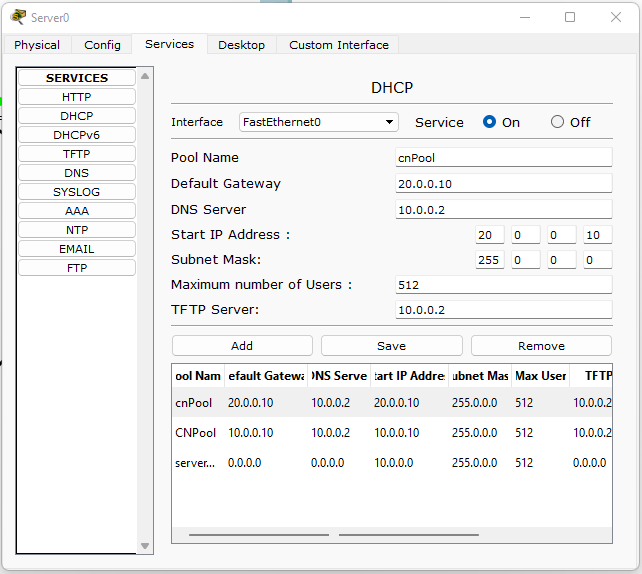 Server0
Physical Config Services Desktop Custom Interface
SERVICES
HTTP
DHCP
DHCPv6
TFTP
DNS
SYSLOG
AAA
NTP
EMAIL
FTP
DHCP
Interface FastEthernet0 Service On Off
Pool Name cnPool
Default Gateway 20.0.0.10
DNS Server 10.0.0.2
Start IP Address : 20 0 0 10
Subnet Mask: 255 0 0 0
Maximum number of Users : 512
TFTP Server: 10.0.0.2
Add Save Remove
ool Nam efault Gatewa DNS Serve tart IP Addre ubnet Mas Max User TFTP
cnPool 20.0.0.10 10.0.0.2 20.0.0.10 255.0.0.0 512 10.0.0.2
CNPool 10.0.0.10 10.0.0.2 10.0.0.10 255.0.0.0 512 10.0.0.2
server... 0.0.0.0 0.0.0.0 10.0.0.0 255.0.0.0 512 0.0.0.0